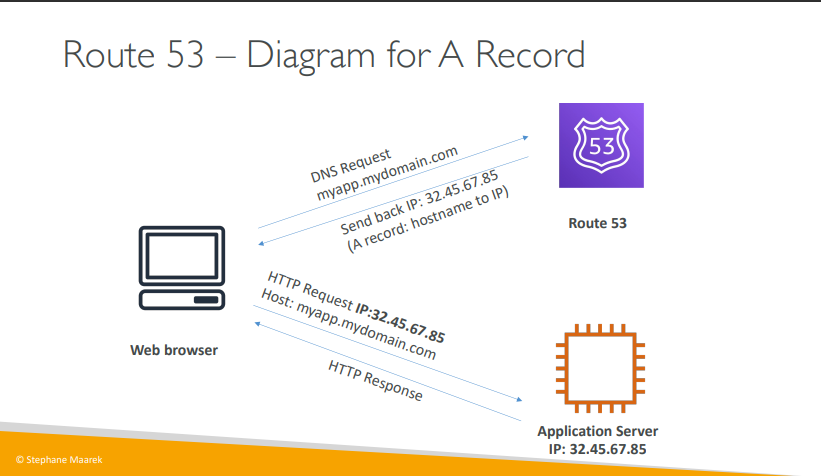 Route 53 – Diagram for A Record
DNS Request
myapp.mydomain.com
53
Send back IP: 32.45.67.85
(A record: hostname to IP)
Route 53
HTTP Request IP:32.45.67.85
Host: myapp.mydomain.com
Web browser
HTTP Response
Application Server
IP: 32.45.67.85
© Stephane Maarek